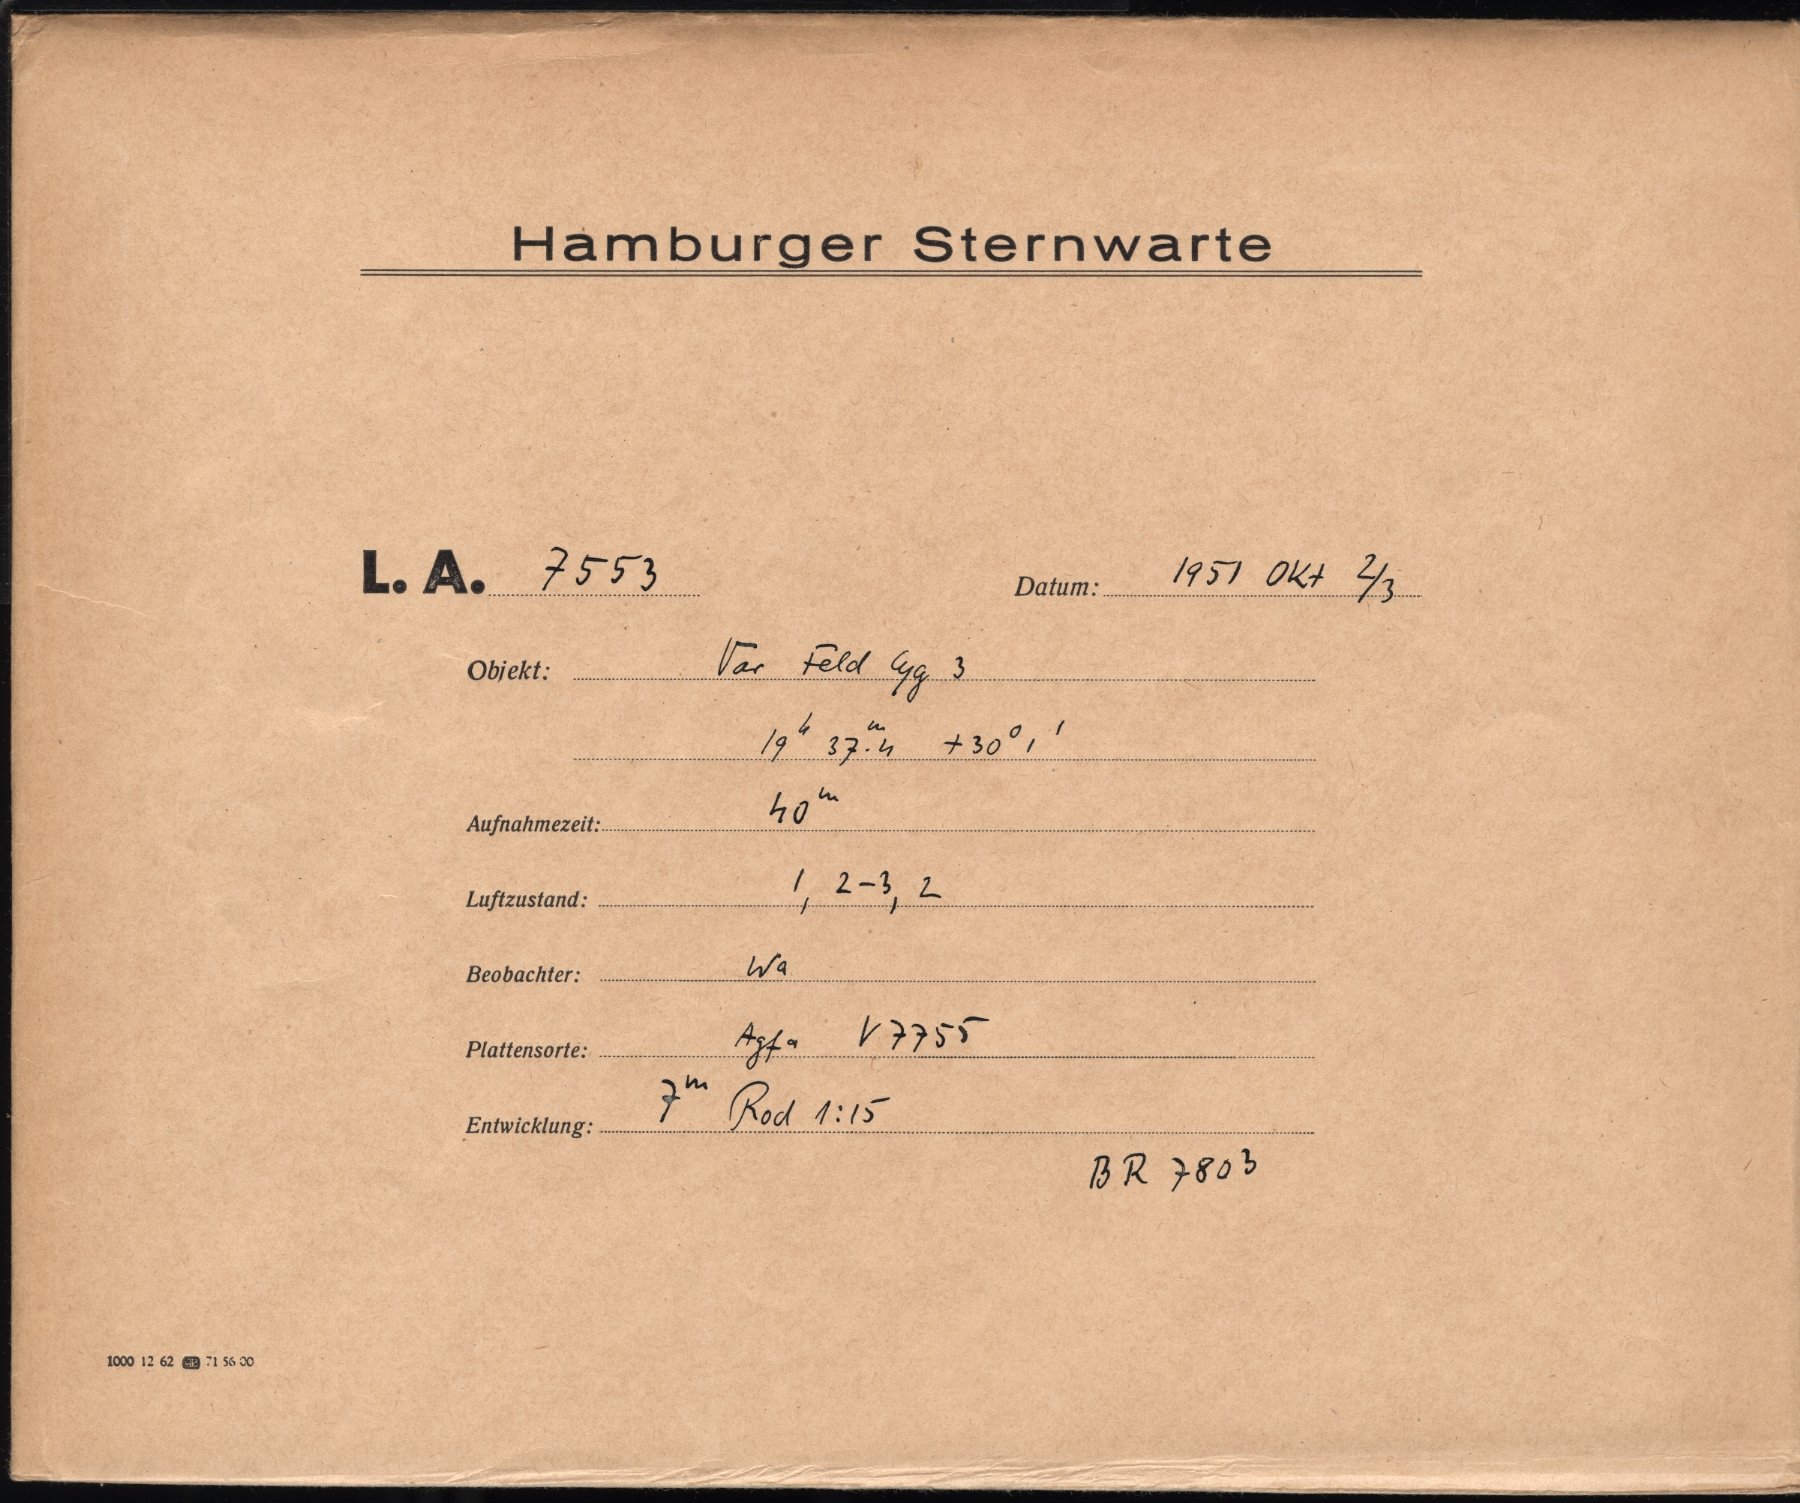 Hamburger Sternwarte
L. A. 7553 Datum: 1951 Okt 2/3
Objekt: Var Feld Cyg 3
19ʰ 37.ᵐ4 +30° 1'
Aufnahmezeit: 40ᵐ
Luftzustand: 1, 2-3, 2
Beobachter: Wa
Plattensorte: Agfa V7755
Entwicklung: 7ᵐ Rod 1:15
BR 7803
1000 12 62 71 56 00